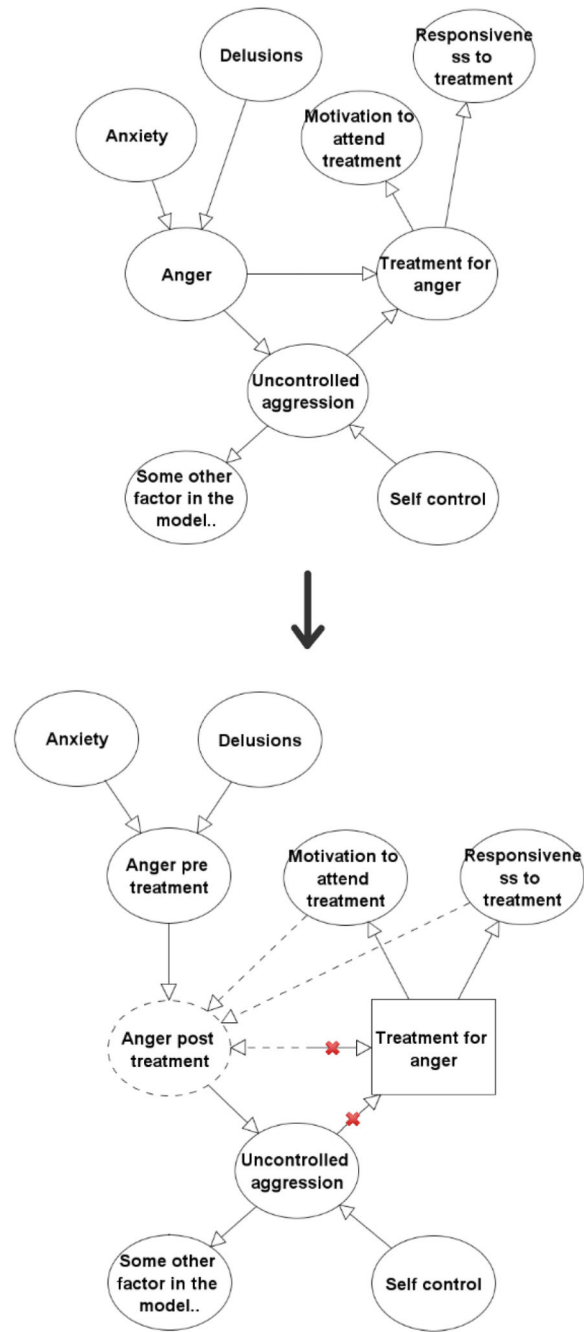 Responsivene
ss to
treatment
Delusions
Motivation to
attend
treatment
Anxiety
Anger
Treatment for
anger
Uncontrolled
aggression
Some other
factor in the
model..
Self control
Anxiety
Delusions
Anger pre
treatment
Motivation to
attend
treatment
Responsivene
ss to
treatment
Anger post
treatment
Treatment for
anger
Uncontrolled
aggression
Some other
factor in the
model..
Self control